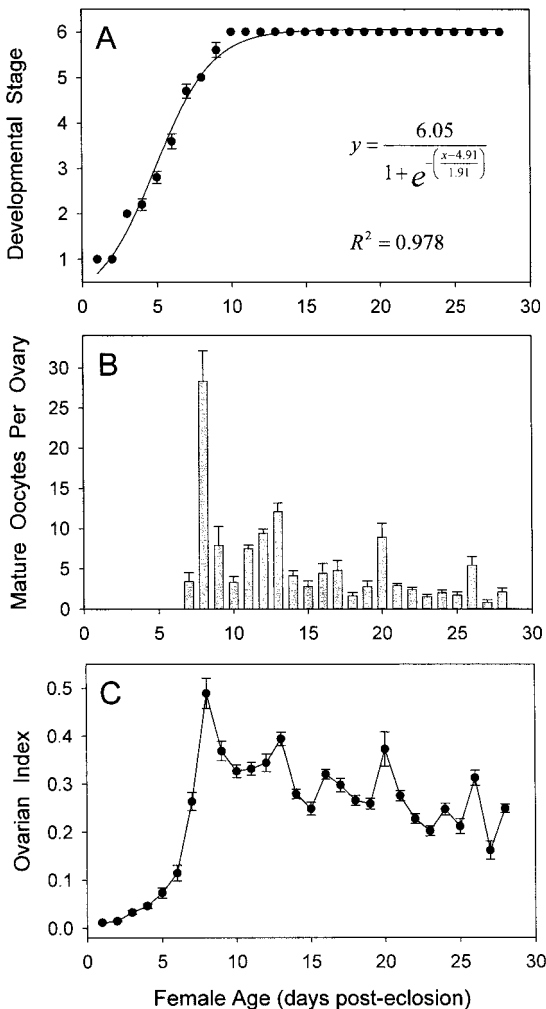 A
Developmental Stage
6
5
4
3
2
1
y = 6.05 / 1 + e^-((x-4.91)/1.91)
R² = 0.978
0 5 10 15 20 25 30
B
Mature Oocytes Per Ovary
30
25
20
15
10
5
0
0 5 10 15 20 25 30
C
Ovarian Index
0.5
0.4
0.3
0.2
0.1
0.0
0 5 10 15 20 25 30
Female Age (days post-eclosion)